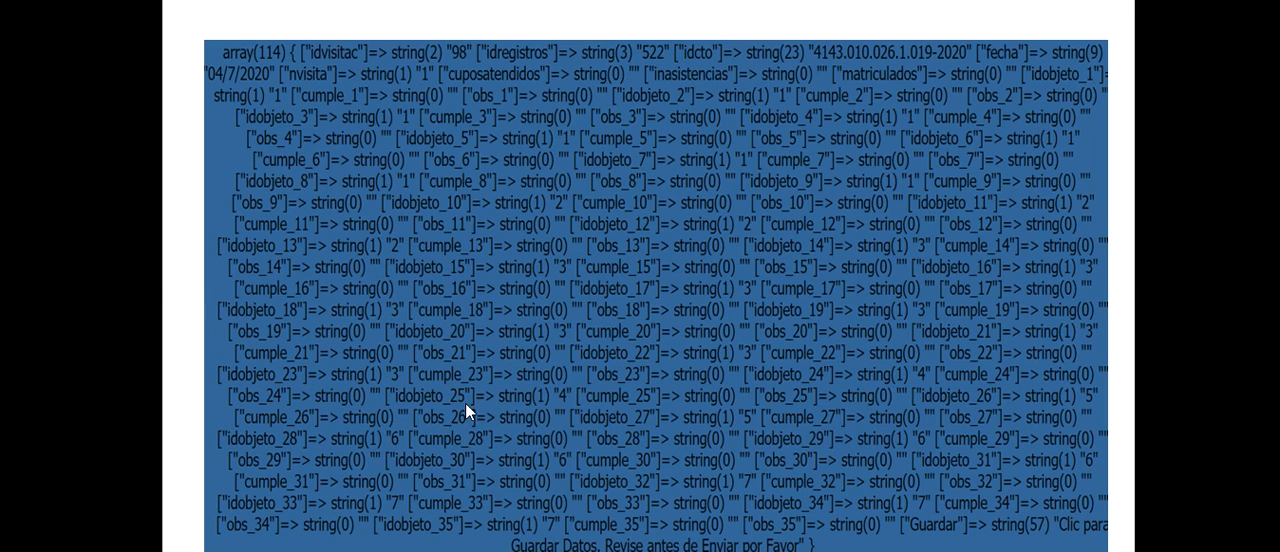 array(114) { ["idvisitac"]=> string(2) "98" ["idregistros"]=> string(3) "522" ["idcto"]=> string(23) "4143.010.026.1.019-2020" ["fecha"]=> string(9)
"04/7/2020" ["nvisita"]=> string(1) "1" ["cuposatendidos"]=> string(0) "" ["inasistencias"]=> string(0) "" ["matriculados"]=> string(0) "" ["idobjeto_1"]=
string(1) "1" ["cumple_1"]=> string(0) "" ["obs_1"]=> string(0) "" ["idobjeto_2"]=> string(1) "1" ["cumple_2"]=> string(0) "" ["obs_2"]=> string(0) "
["idobjeto_3"]=> string(1) "1" ["cumple_3"]=> string(0) "" ["obs_3"]=> string(0) "" ["idobjeto_4"]=> string(1) "1" ["cumple_4"]=> string(0) ""
["obs_4"]=> string(0) "" ["idobjeto_5"]=> string(1) "1" ["cumple_5"]=> string(0) "" ["obs_5"]=> string(0) "" ["idobjeto_6"]=> string(1) "1"
["cumple_6"]=> string(0) "" ["obs_6"]=> string(0) "" ["idobjeto_7"]=> string(1) "1" ["cumple_7"]=> string(0) "" ["obs_7"]=> string(0) ""
["idobjeto_8"]=> string(1) "1" ["cumple_8"]=> string(0) "" ["obs_8"]=> string(0) "" ["idobjeto_9"]=> string(1) "1" ["cumple_9"]=> string(0) ""
["obs_9"]=> string(0) "" ["idobjeto_10"]=> string(1) "2" ["cumple_10"]=> string(0) "" ["obs_10"]=> string(0) "" ["idobjeto_11"]=> string(1) "2"
["cumple_11"]=> string(0) "" ["obs_11"]=> string(0) "" ["idobjeto_12"]=> string(1) "2" ["cumple_12"]=> string(0) "" ["obs_12"]=> string(0) ""
["idobjeto_13"]=> string(1) "2" ["cumple_13"]=> string(0) "" ["obs_13"]=> string(0) "" ["idobjeto_14"]=> string(1) "3" ["cumple_14"]=> string(0) ""
["obs_14"]=> string(0) "" ["idobjeto_15"]=> string(1) "3" ["cumple_15"]=> string(0) "" ["obs_15"]=> string(0) "" ["idobjeto_16"]=> string(1) "3"
["cumple_16"]=> string(0) "" ["obs_16"]=> string(0) "" ["idobjeto_17"]=> string(1) "3" ["cumple_17"]=> string(0) "" ["obs_17"]=> string(0) ""
["idobjeto_18"]=> string(1) "3" ["cumple_18"]=> string(0) "" ["obs_18"]=> string(0) "" ["idobjeto_19"]=> string(1) "3" ["cumple_19"]=> string(0) ""
["obs_19"]=> string(0) "" ["idobjeto_20"]=> string(1) "3" ["cumple_20"]=> string(0) "" ["obs_20"]=> string(0) "" ["idobjeto_21"]=> string(1) "3"
["cumple_21"]=> string(0) "" ["obs_21"]=> string(0) "" ["idobjeto_22"]=> string(1) "3" ["cumple_22"]=> string(0) "" ["obs_22"]=> string(0) ""
["idobjeto_23"]=> string(1) "3" ["cumple_23"]=> string(0) "" ["obs_23"]=> string(0) "" ["idobjeto_24"]=> string(1) "4" ["cumple_24"]=> string(0) ""
["obs_24"]=> string(0) "" ["idobjeto_25"]=> string(1) "4" ["cumple_25"]=> string(0) "" ["obs_25"]=> string(0) "" ["idobjeto_26"]=> string(1) "5"
["cumple_26"]=> string(0) "" ["obs_26"]=> string(0) "" ["idobjeto_27"]=> string(1) "5" ["cumple_27"]=> string(0) "" ["obs_27"]=> string(0) ""
["idobjeto_28"]=> string(1) "6" ["cumple_28"]=> string(0) "" ["obs_28"]=> string(0) "" ["idobjeto_29"]=> string(1) "6" ["cumple_29"]=> string(0) ""
["obs_29"]=> string(0) "" ["idobjeto_30"]=> string(1) "6" ["cumple_30"]=> string(0) "" ["obs_30"]=> string(0) "" ["idobjeto_31"]=> string(1) "6"
["cumple_31"]=> string(0) "" ["obs_31"]=> string(0) "" ["idobjeto_32"]=> string(1) "7" ["cumple_32"]=> string(0) "" ["obs_32"]=> string(0) ""
["idobjeto_33"]=> string(1) "7" ["cumple_33"]=> string(0) "" ["obs_33"]=> string(0) "" ["idobjeto_34"]=> string(1) "7" ["cumple_34"]=> string(0) ""
["obs_34"]=> string(0) "" ["idobjeto_35"]=> string(1) "7" ["cumple_35"]=> string(0) "" ["obs_35"]=> string(0) "" ["Guardar"]=> string(57) "Clic para
Guardar Datos. Revise antes de Enviar por Favor" }